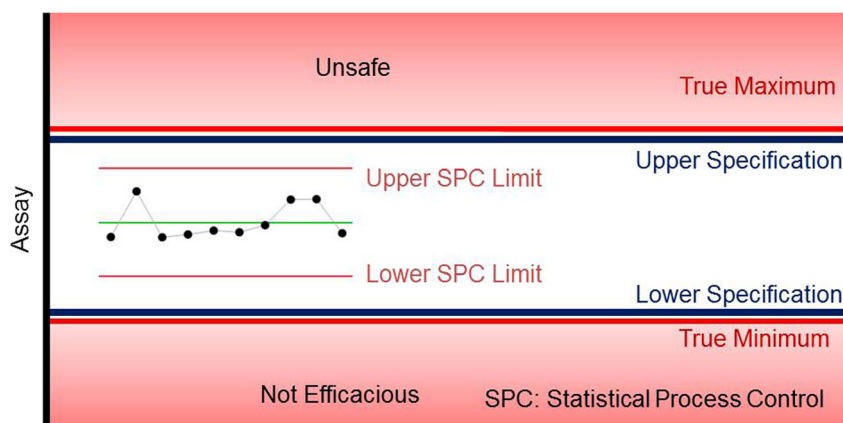 Unsafe
True Maximum
Upper Specification
Upper SPC Limit
Assay
Lower SPC Limit
Lower Specification
True Minimum
Not Efficacious
SPC: Statistical Process Control